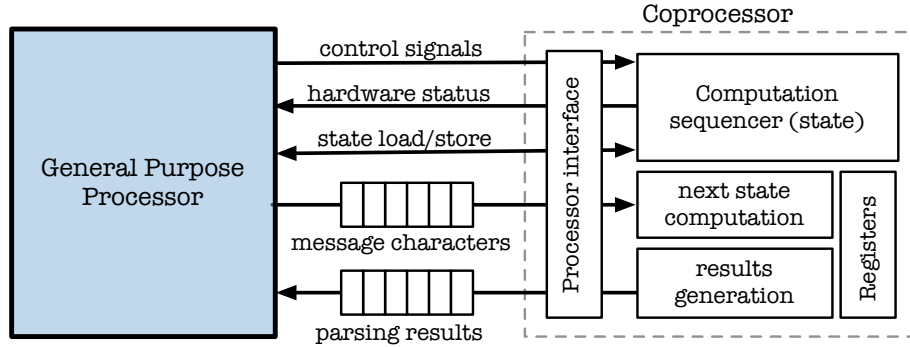 Coprocessor
General Purpose
Processor
control signals
hardware status
state load/store
message characters
parsing results
Processor interface
Computation
sequencer (state)
next state
computation
results
generation
Registers